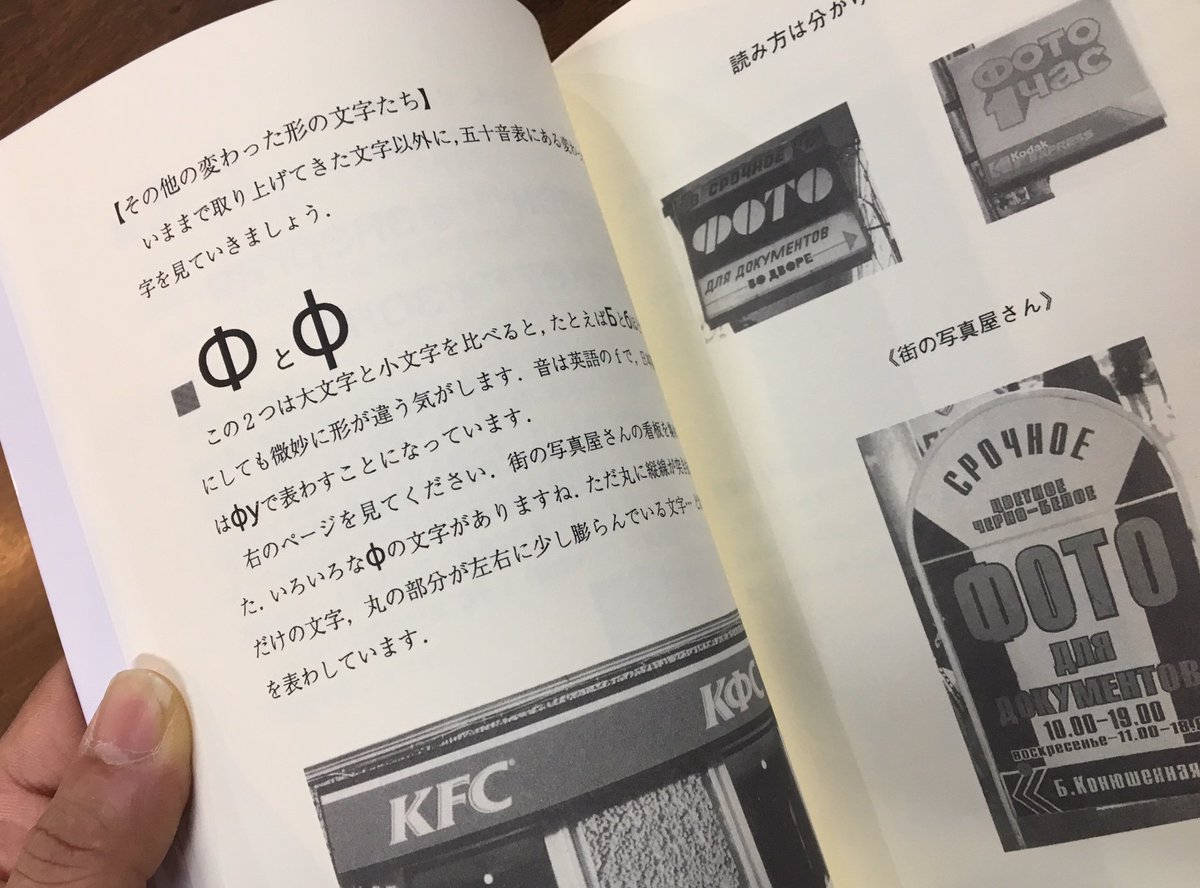 【その他の変わった形の文字たち】
いままで取り上げてきた文字以外に，五十音表にある変わっ
字を見ていきましょう．
Фとф
この2つは大文字と小文字を比べると，たとえばБとб
にしても微妙に形が違う気がします．音は英語のfで，
はфуで表わすことになっています．
右のページを見てください．街の写真屋さんの看板を
た．いろいろなфの文字がありますね．ただ丸に縦線が
だけの文字，丸の部分が左右に少し膨らんでいる文字…
を表わしています．
KFC
КФС
読み方は分かり
СРОЧНОЕ
ФОТО
ДЛЯ ДОКУМЕНТОВ
ВО ДВОРЕ
ФОТО
1 час
Kodak
EXPRESS
《街の写真屋さん》
СРОЧНОЕ
ЦВЕТНОЕ
ЧЕРНО-БЕЛОЕ
ФОТО
ДЛЯ
ДОКУМЕНТОВ
10.00-19.00
ВОСКРЕСЕНЬЕ-11.00-18.0
Б.Конюшенная